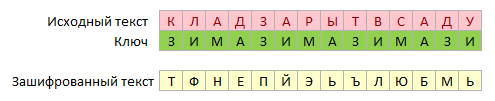 Исходный текст К Л А Д З А Р Ы Т В С А Д У
Ключ З И М А З И М А З И М А З И
Зашифрованный текст Т Ф Н Е П Й Э Ь Ъ Л Ю Б М Ь